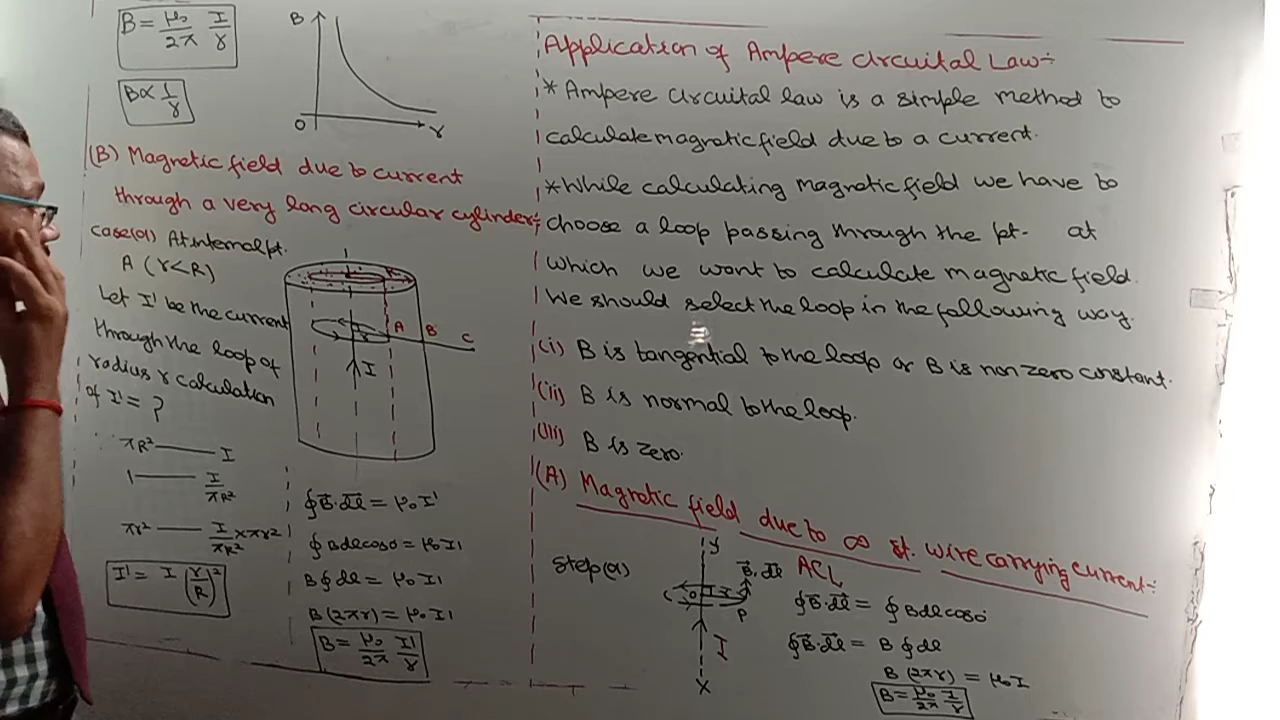 B = μ₀/2π I/r
B ∝ 1/r
B
O
r
(B) Magnetic field due to current
through a very long circular cylinder:-
case(a) At internal pt.
A (r<R)
Let I' be the current
through the loop of
radius r calculation
of I' = ?
πR² —— I
1 —— I/πR²
πr² —— I/πR² × πr²
I' = I (r/R)²
R
A
B
C
r
I
∮B⃗.dl⃗ = μ₀I'
∮Bdlcos0 = μ₀I'
B∮dl = μ₀I'
B(2πr) = μ₀I'
B = μ₀/2π I'/r
Application of Ampere Circuital Law:-
* Ampere circuital law is a simple method to
calculate magnetic field due to a current.
* While calculating magnetic field we have to
choose a loop passing through the pt. at
which we want to calculate magnetic field.
We should select the loop in the following way.
(i) B is tangential to the loop or B is non zero constant.
(ii) B is normal to the loop.
(iii) B is zero.
(A) Magnetic field due to ∞ st. wire carrying current:-
Step(a)
Y
B⃗, dl⃗
O
r
P
I
X
ACL
∮B⃗.dl⃗ = ∮Bdlcos0
∮B⃗.dl⃗ = B∮dl
B(2πr) = μ₀I
B = μ₀/2π I/r